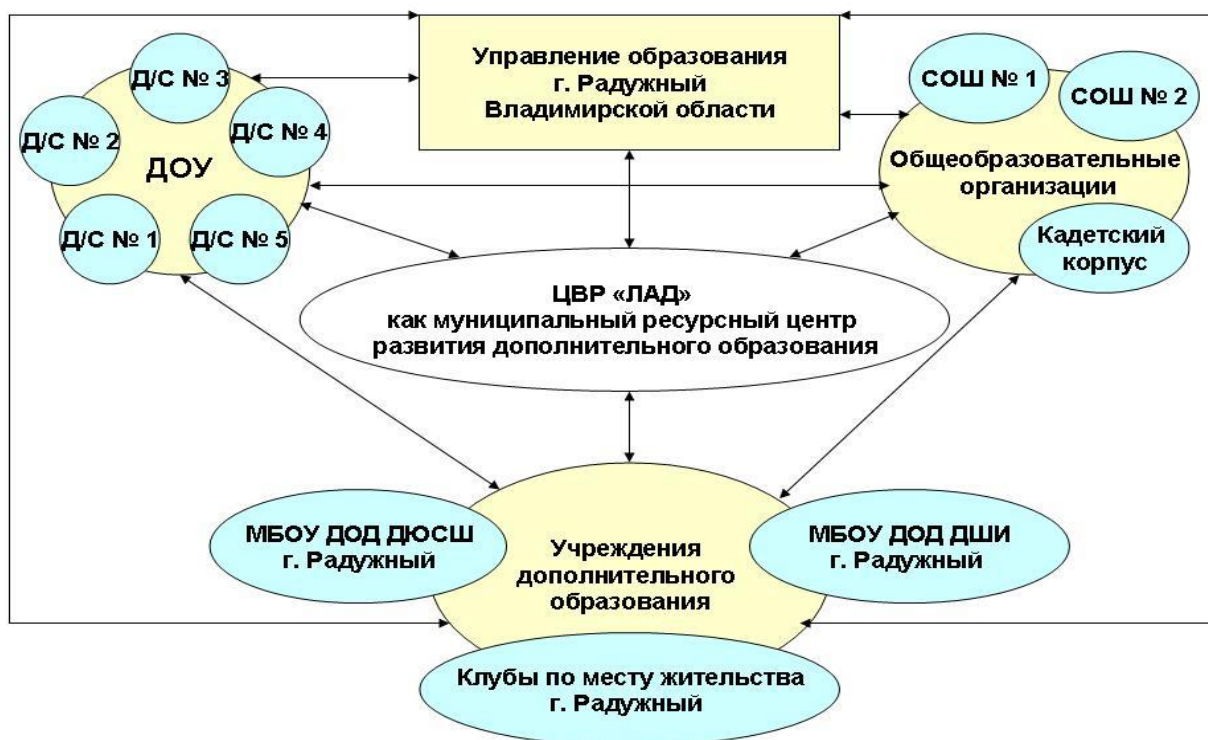 Управление образования
г. Радужный
Владимирской области
Д/С № 3
Д/С № 2
Д/С № 4
ДОУ
Д/С № 1
Д/С № 5
СОШ № 1
СОШ № 2
Общеобразовательные
организации
Кадетский
корпус
ЦВР «ЛАД»
как муниципальный ресурсный центр
развития дополнительного образования
МБОУ ДОД ДЮСШ
г. Радужный
Учреждения
дополнительного
образования
МБОУ ДОД ДШИ
г. Радужный
Клубы по месту жительства
г. Радужный